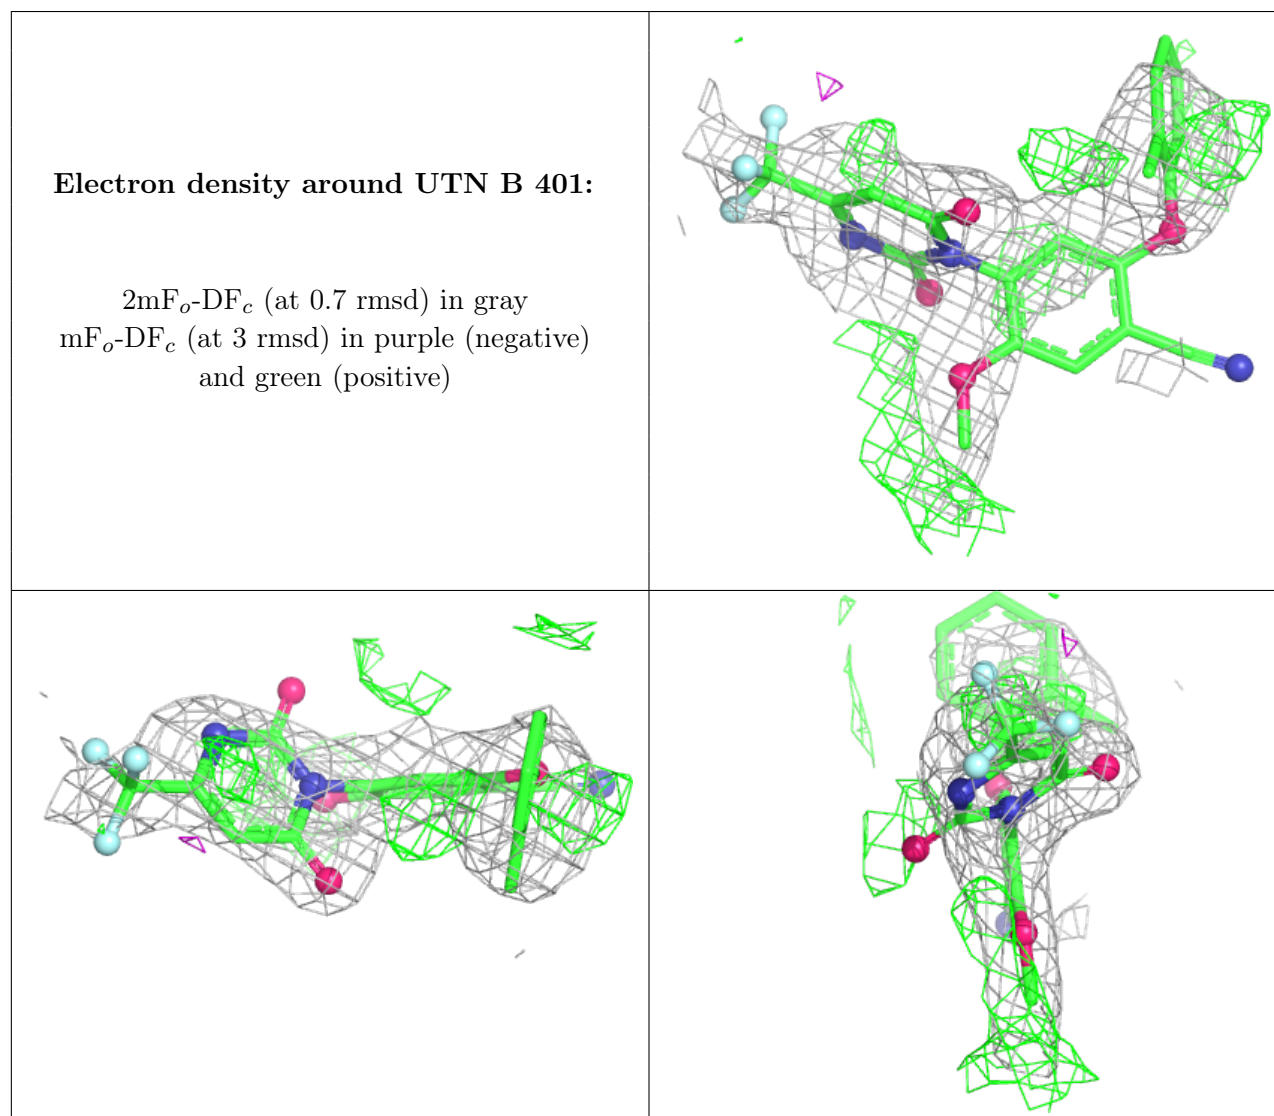 Electron density around UTN B 401:
2mFₒ-DF𝒸 (at 0.7 rmsd) in gray
mFₒ-DF𝒸 (at 3 rmsd) in purple (negative)
and green (positive)